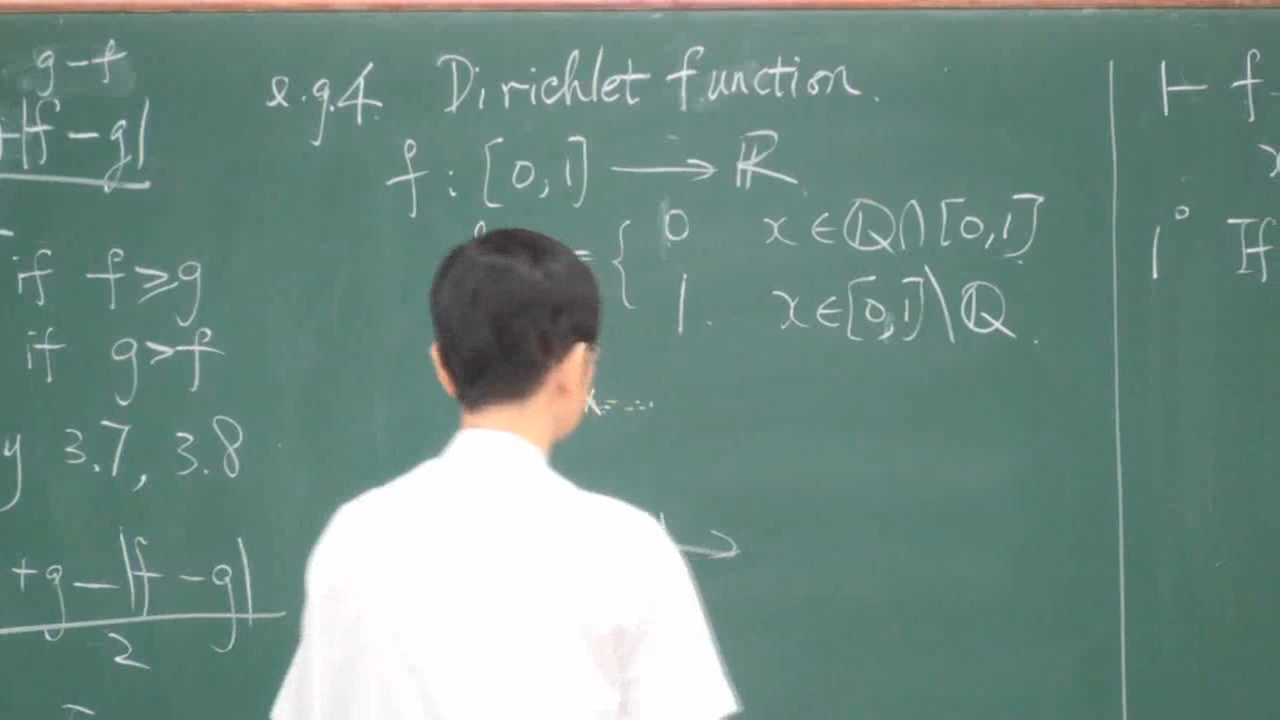 g-f
|f-g|
if f≥g
if g>f
y 3.7, 3.8
+g-|f-g|
2
e.g.4. Dirichlet function.
f: [0,1] ⟶ ℝ
= { 0 x∈ℚ∩[0,1]
1. x∈[0,1]\ℚ.
⊢ f
1° If